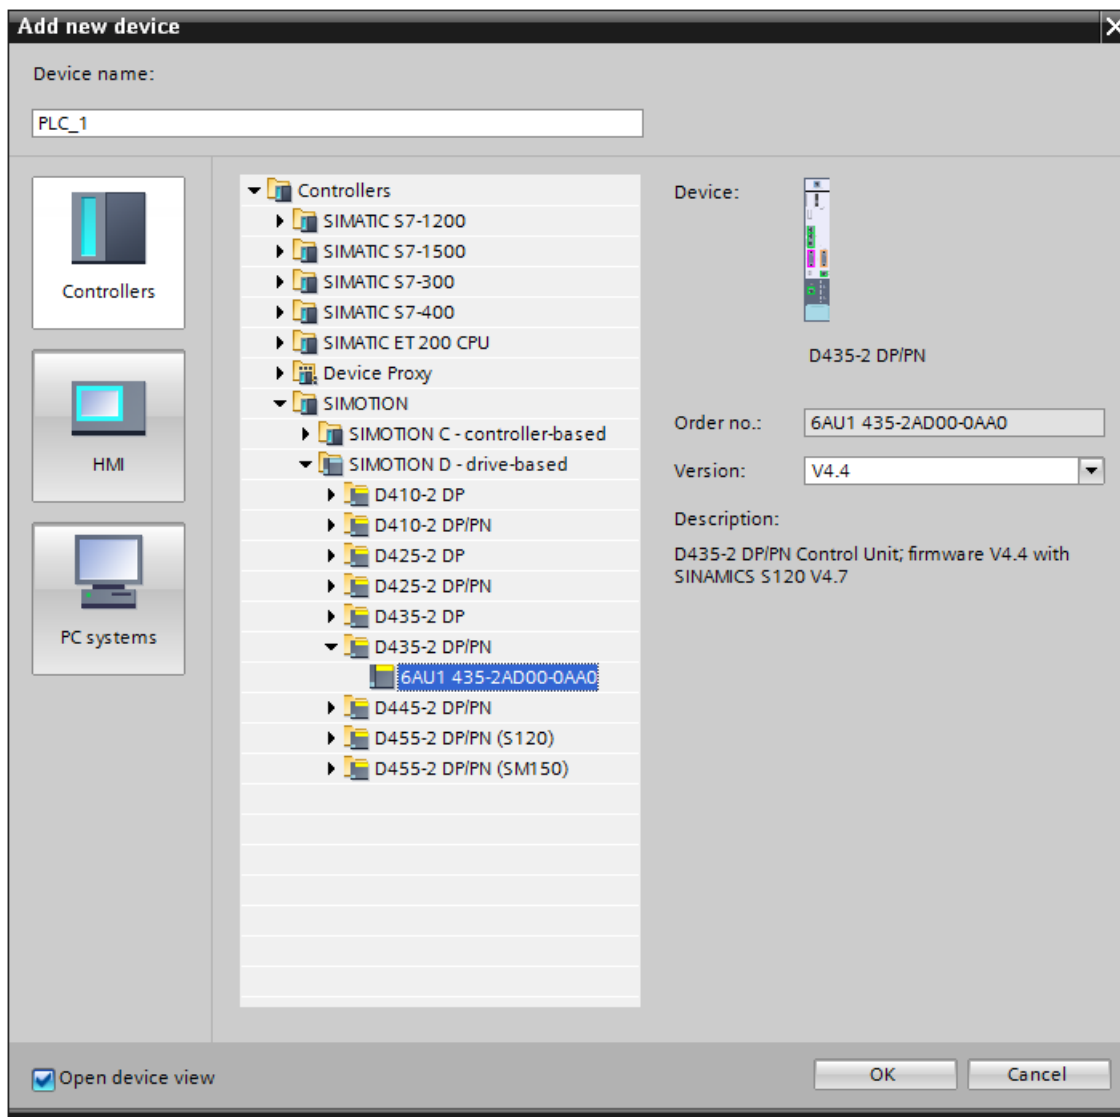 Add new device
Device name:
PLC_1
Controllers
HMI
PC systems
Controllers
SIMATIC S7-1200
SIMATIC S7-1500
SIMATIC S7-300
SIMATIC S7-400
SIMATIC ET 200 CPU
Device Proxy
SIMOTION
SIMOTION C - controller-based
SIMOTION D - drive-based
D410-2 DP
D410-2 DP/PN
D425-2 DP
D425-2 DP/PN
D435-2 DP
D435-2 DP/PN
6AU1 435-2AD00-0AA0
D445-2 DP/PN
D455-2 DP/PN (S120)
D455-2 DP/PN (SM150)
Device:
D435-2 DP/PN
Order no.: 6AU1 435-2AD00-0AA0
Version: V4.4
Description:
D435-2 DP/PN Control Unit; firmware V4.4 with
SINAMICS S120 V4.7
Open device view
OK
Cancel